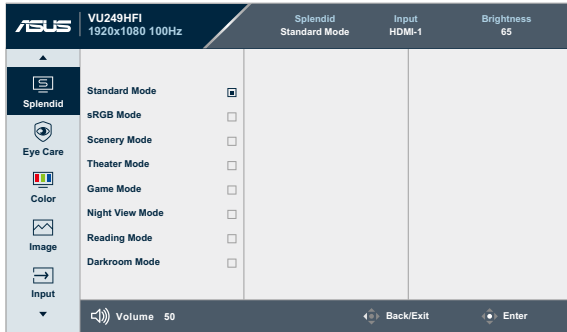 ASUS
VU249HFI
1920x1080 100Hz
Splendid
Standard Mode
Input
HDMI-1
Brightness
65
Splendid
Eye Care
Color
Image
Input
Standard Mode
sRGB Mode
Scenery Mode
Theater Mode
Game Mode
Night View Mode
Reading Mode
Darkroom Mode
Volume 50
Back/Exit
Enter